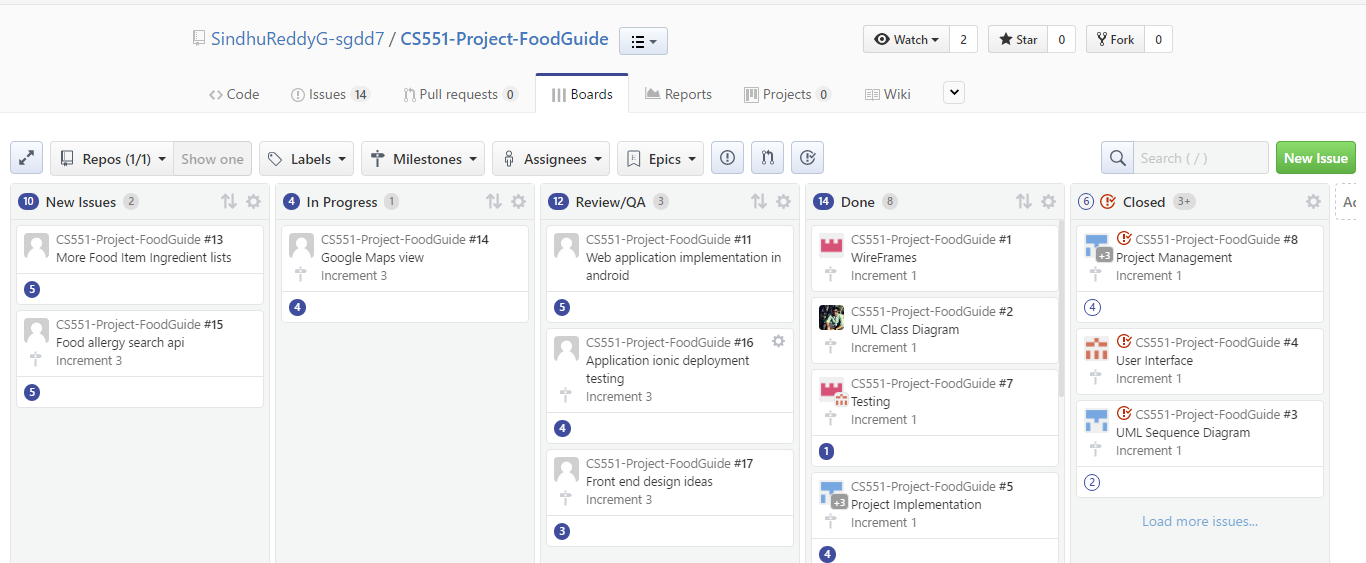 SindhuReddyG-sgdd7 / CS551-Project-FoodGuide
Watch 2 Star 0 Fork 0
Code Issues 14 Pull requests 0 Boards Reports Projects 0 Wiki
Repos (1/1) Show one Labels Milestones Assignees E Epics Search ( / ) New Issue
10 New Issues 2
CS551-Project-FoodGuide #13
More Food Item Ingredient lists
5
CS551-Project-FoodGuide #15
Food allergy search api
Increment 3
5
4 In Progress 1
CS551-Project-FoodGuide #14
Google Maps view
Increment 3
4
12 Review/QA 3
CS551-Project-FoodGuide #11
Web application implementation in
android
5
CS551-Project-FoodGuide #16
Application ionic deployment
testing
Increment 3
4
CS551-Project-FoodGuide #17
Front end design ideas
Increment 3
3
14 Done 8
CS551-Project-FoodGuide #1
WireFrames
Increment 1
CS551-Project-FoodGuide #2
UML Class Diagram
Increment 1
CS551-Project-FoodGuide #7
Testing
Increment 1
1
CS551-Project-FoodGuide #5
+3 Project Implementation
Increment 1
4
6 Closed 3+
CS551-Project-FoodGuide #8
+3 Project Management
Increment 1
4
CS551-Project-FoodGuide #4
User Interface
Increment 1
CS551-Project-FoodGuide #3
UML Sequence Diagram
Increment 1
2
Load more issues...